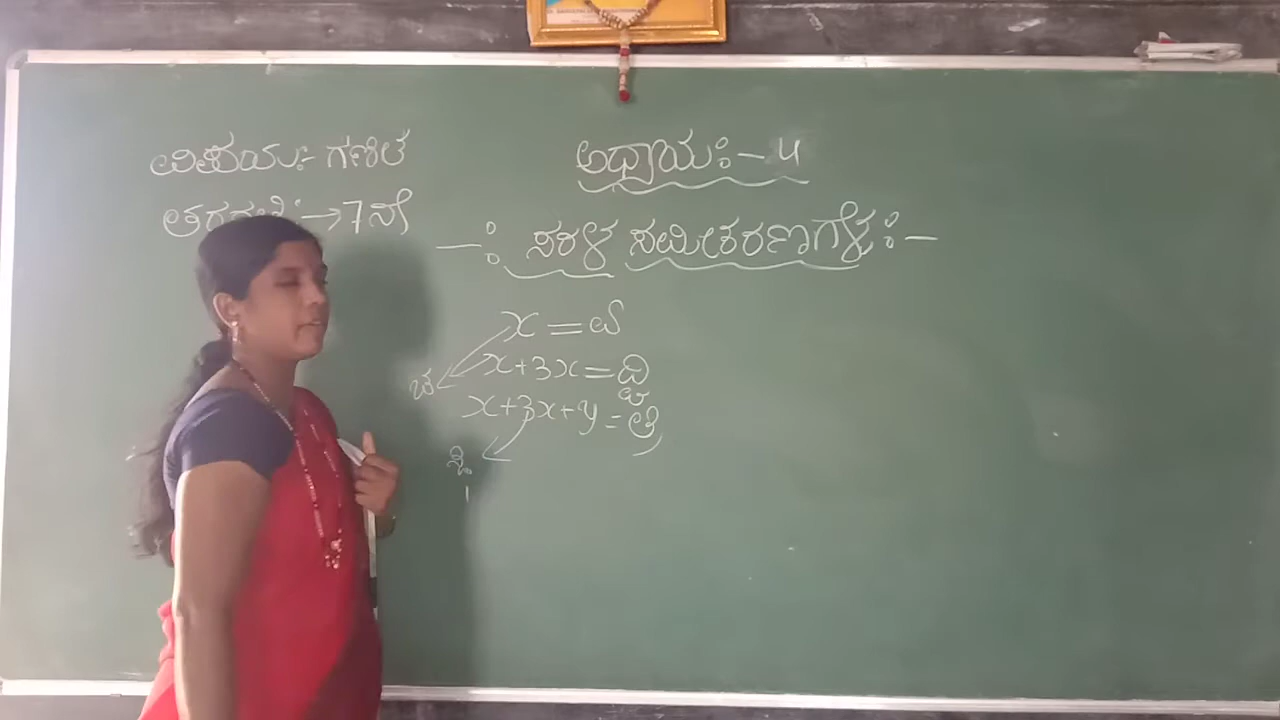 ವಿಷಯ:- ಗಣಿತ
ತರಗತಿ:→7ನೇ
ಅಧ್ಯಾಯ:-4
-: ಸರಳ ಸಮೀಕರಣಗಳು:-
x = ಏ
x+3x = ದ್ವಿ
x+3x+y = ತ್ರಿ
ಚ